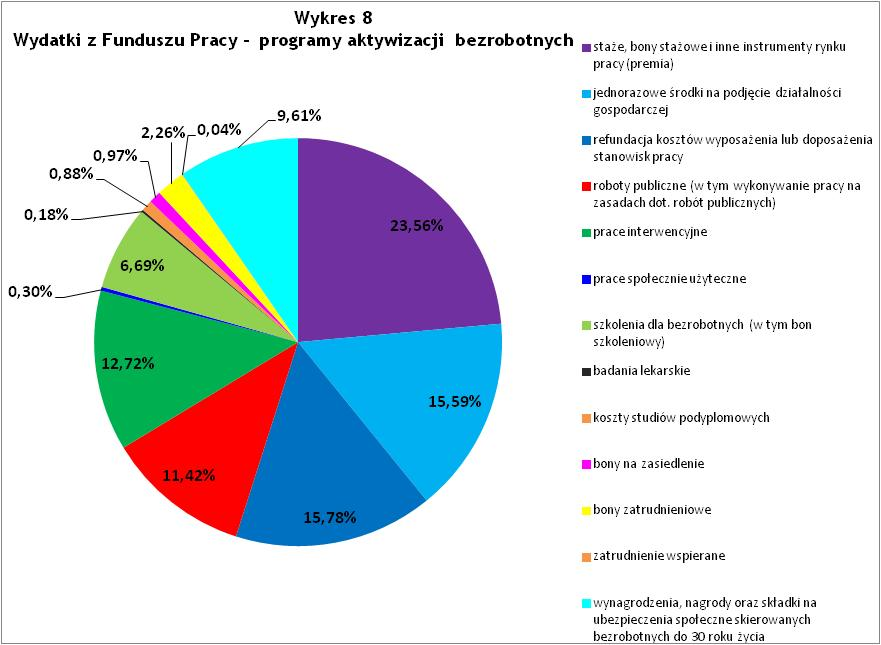 Wykres 8
Wydatki z Funduszu Pracy - programy aktywizacji bezrobotnych
9,61%
0,04%
2,26%
0,97%
0,88%
0,18%
6,69%
0,30%
12,72%
11,42%
15,78%
15,59%
23,56%
staże, bony stażowe i inne instrumenty rynku
pracy (premia)
jednorazowe środki na podjęcie działalności
gospodarczej
refundacja kosztów wyposażenia lub doposażenia
stanowisk pracy
roboty publiczne (w tym wykonywanie pracy na
zasadach dot. robót publicznych)
prace interwencyjne
prace społecznie użyteczne
szkolenia dla bezrobotnych (w tym bon
szkoleniowy)
badania lekarskie
koszty studiów podyplomowych
bony na zasiedlenie
bony zatrudnieniowe
zatrudnienie wspierane
wynagrodzenia, nagrody oraz składki na
ubezpieczenia społeczne skierowanych
bezrobotnych do 30 roku życia